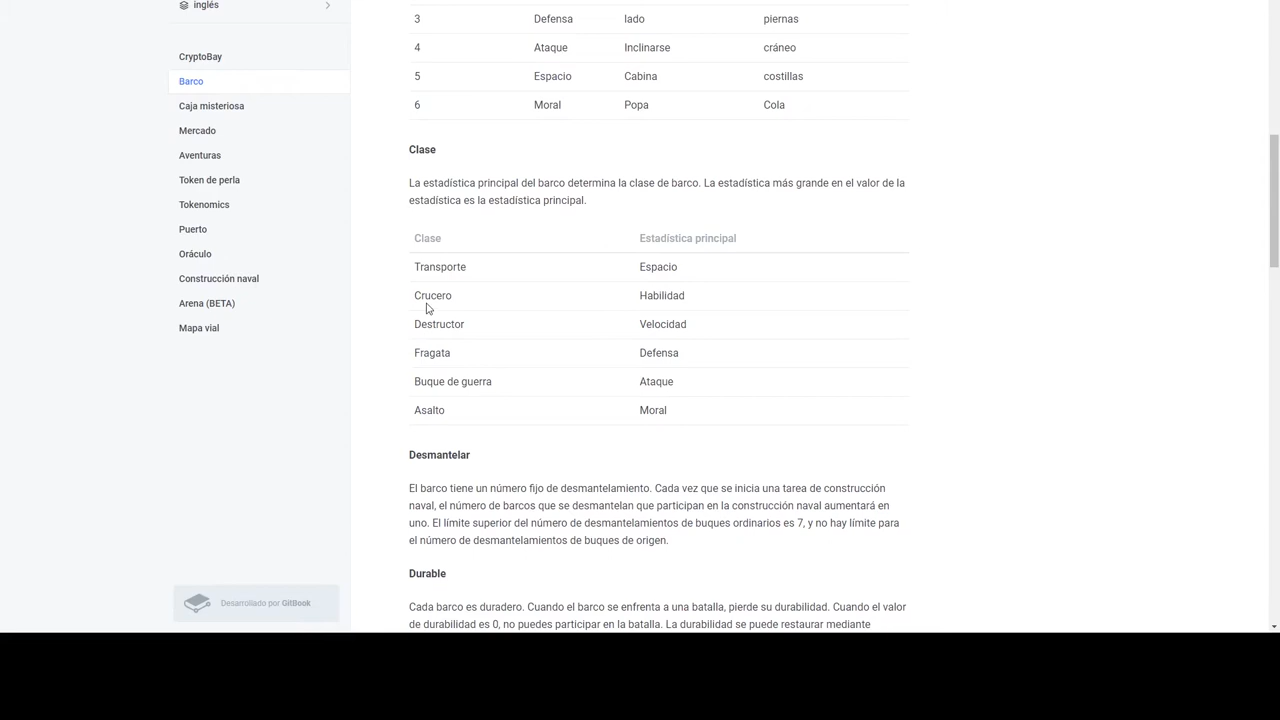 inglés
CryptoBay
Barco
Caja misteriosa
Mercado
Aventuras
Token de perla
Tokenomics
Puerto
Oráculo
Construcción naval
Arena (BETA)
Mapa vial
Desarrollado por GitBook
3 Defensa lado piernas
4 Ataque Inclinarse cráneo
5 Espacio Cabina costillas
6 Moral Popa Cola
Clase
La estadística principal del barco determina la clase de barco. La estadística más grande en el valor de la
estadística es la estadística principal.
Clase Estadística principal
Transporte Espacio
Crucero Habilidad
Destructor Velocidad
Fragata Defensa
Buque de guerra Ataque
Asalto Moral
Desmantelar
El barco tiene un número fijo de desmantelamiento. Cada vez que se inicia una tarea de construcción
naval, el número de barcos que se desmantelan que participan en la construcción naval aumentará en
uno. El límite superior del número de desmantelamientos de buques ordinarios es 7, y no hay límite para
el número de desmantelamientos de buques de origen.
Durable
Cada barco es duradero. Cuando el barco se enfrenta a una batalla, pierde su durabilidad. Cuando el valor
de durabilidad es 0, no puedes participar en la batalla. La durabilidad se puede restaurar mediante